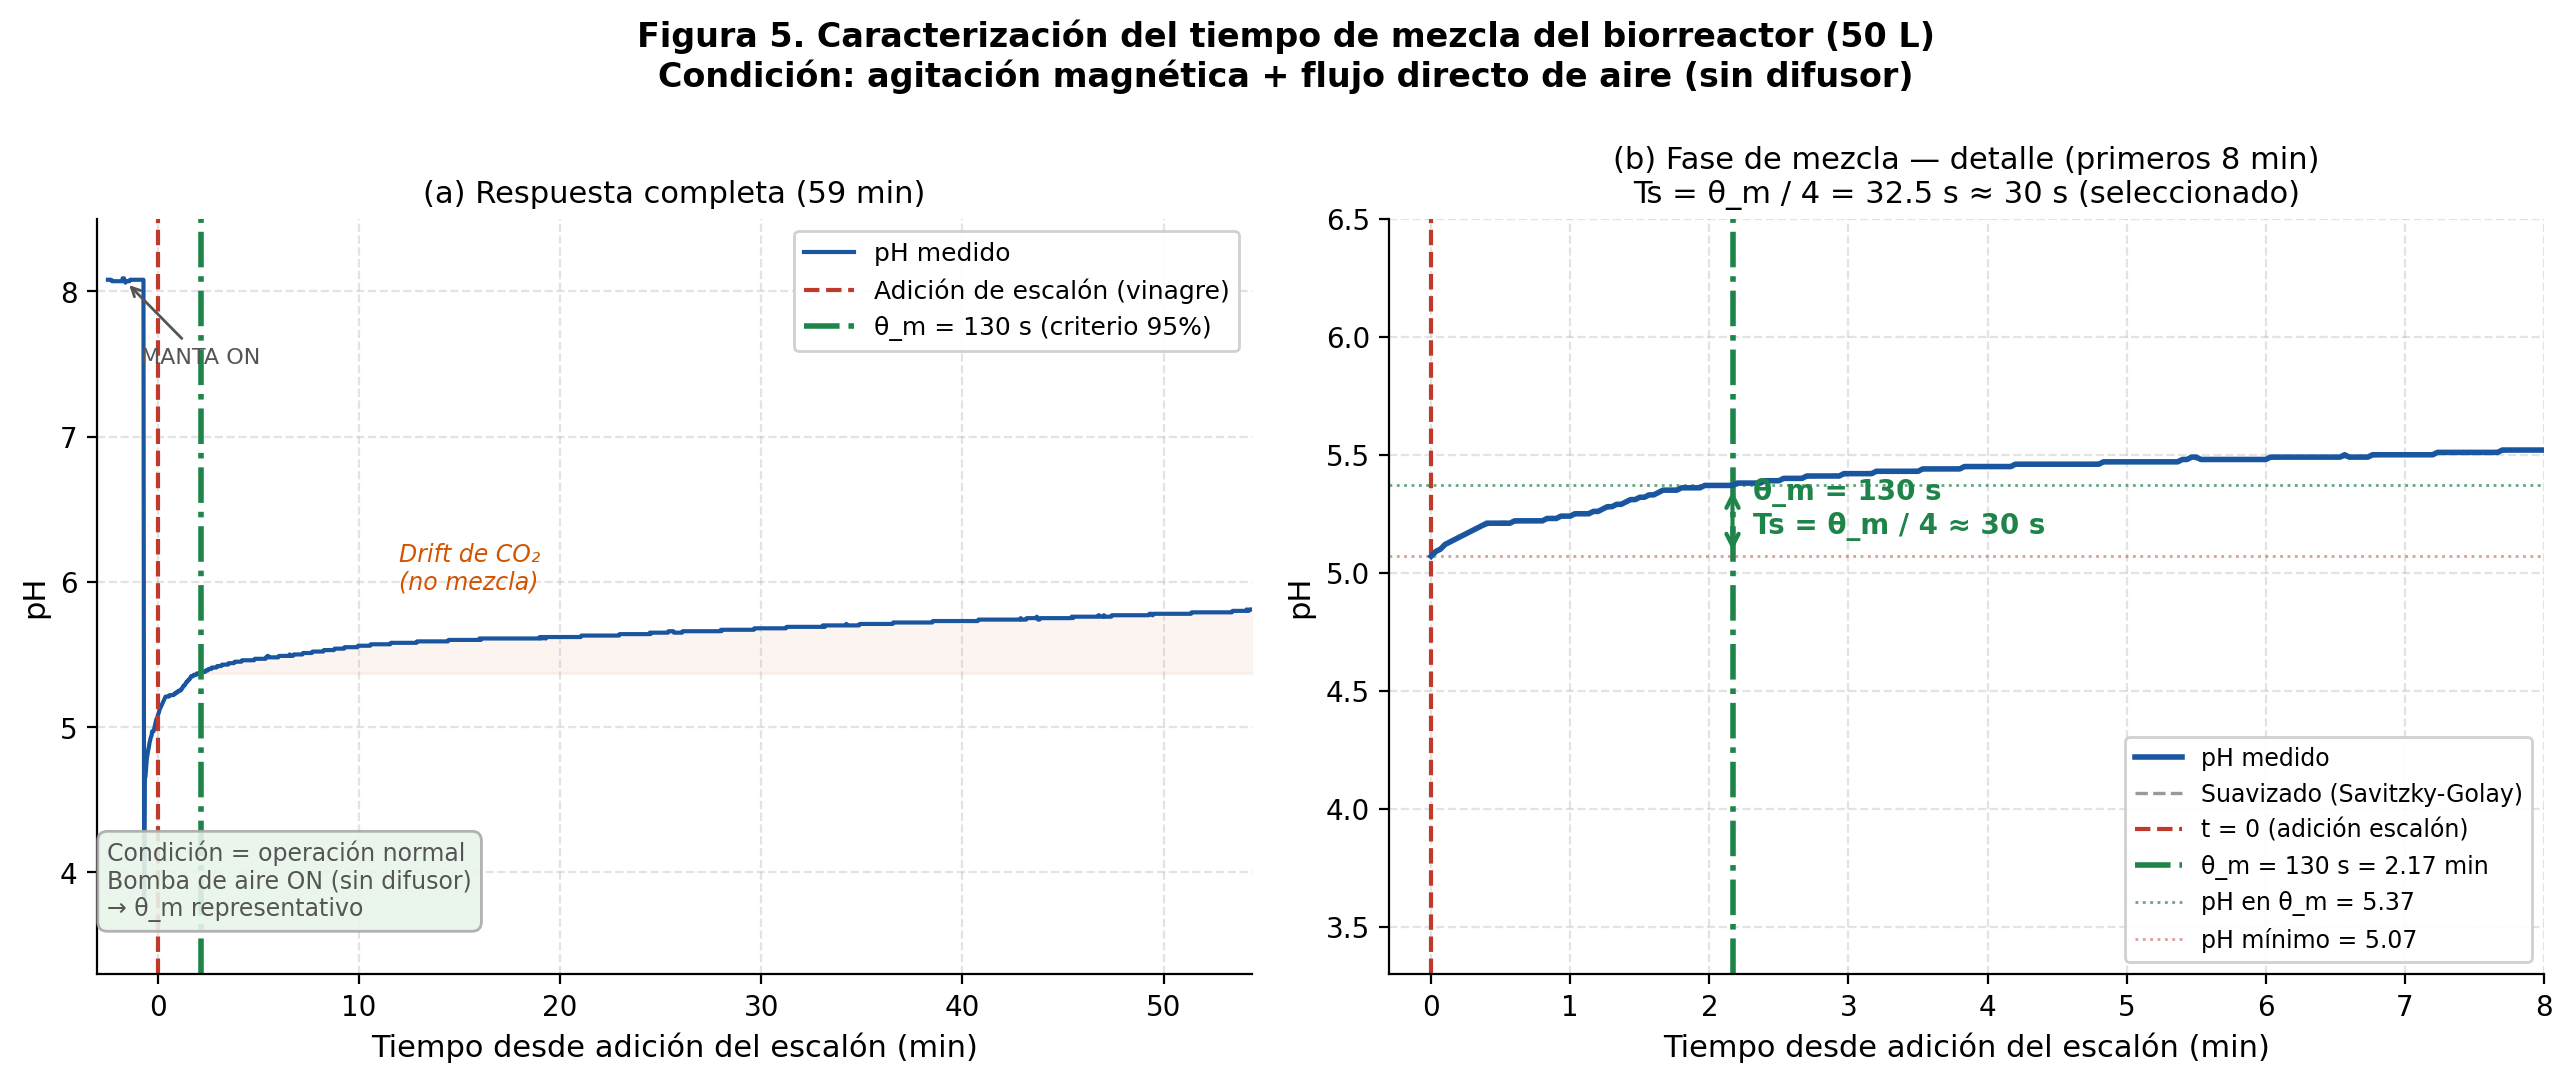 Figura 5. Caracterización del tiempo de mezcla del biorreactor (50 L)
Condición: agitación magnética + flujo directo de aire (sin difusor)
(a) Respuesta completa (59 min)
pH
8
7
6
5
4
pH medido
Adición de escalón (vinagre)
θ_m = 130 s (criterio 95%)
MANTA ON
Drift de CO₂
(no mezcla)
Condición = operación normal
Bomba de aire ON (sin difusor)
→ θ_m representativo
0 10 20 30 40 50
Tiempo desde adición del escalón (min)
(b) Fase de mezcla — detalle (primeros 8 min)
Ts = θ_m / 4 = 32.5 s ≈ 30 s (seleccionado)
pH
6.5
6.0
5.5
5.0
4.5
4.0
3.5
θ_m = 130 s
Ts = θ_m / 4 ≈ 30 s
pH medido
Suavizado (Savitzky-Golay)
t = 0 (adición escalón)
θ_m = 130 s = 2.17 min
pH en θ_m = 5.37
pH mínimo = 5.07
0 1 2 3 4 5 6 7 8
Tiempo desde adición del escalón (min)